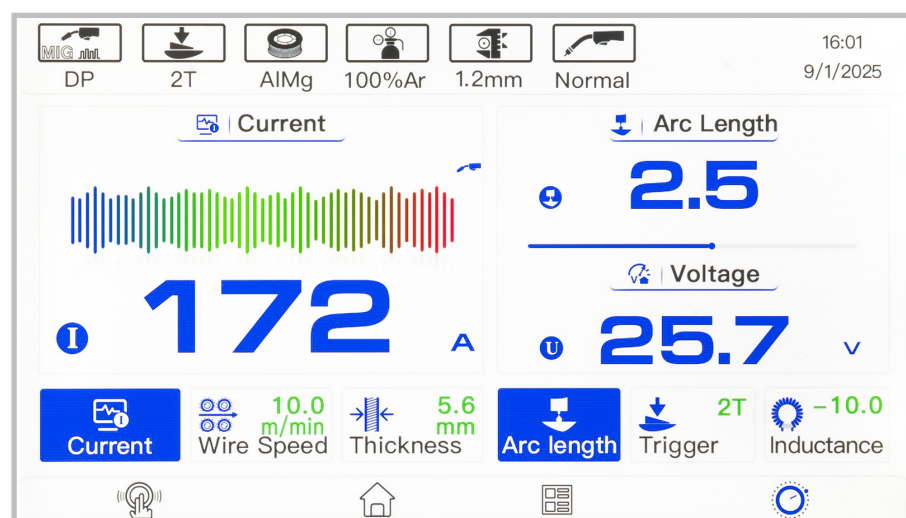 MIG
DP
2T
AlMg
100%Ar
1.2mm
Normal
16:01
9/1/2025
Current
Arc Length
2.5
Voltage
I
172
A
U
25.7
V
I
Current
10.0
m/min
Wire Speed
5.6
mm
Thickness
Arc length
2T
Trigger
-10.0
Inductance